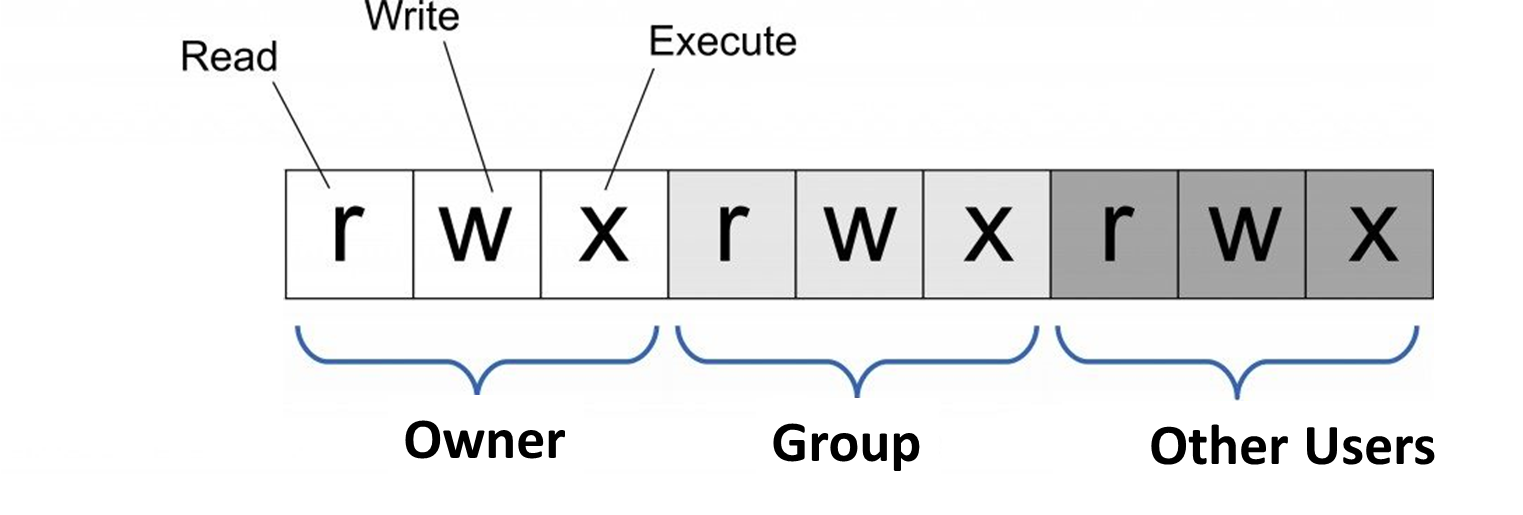 Write
Read
Execute
r w x r w x r w x
Owner
Group
Other Users